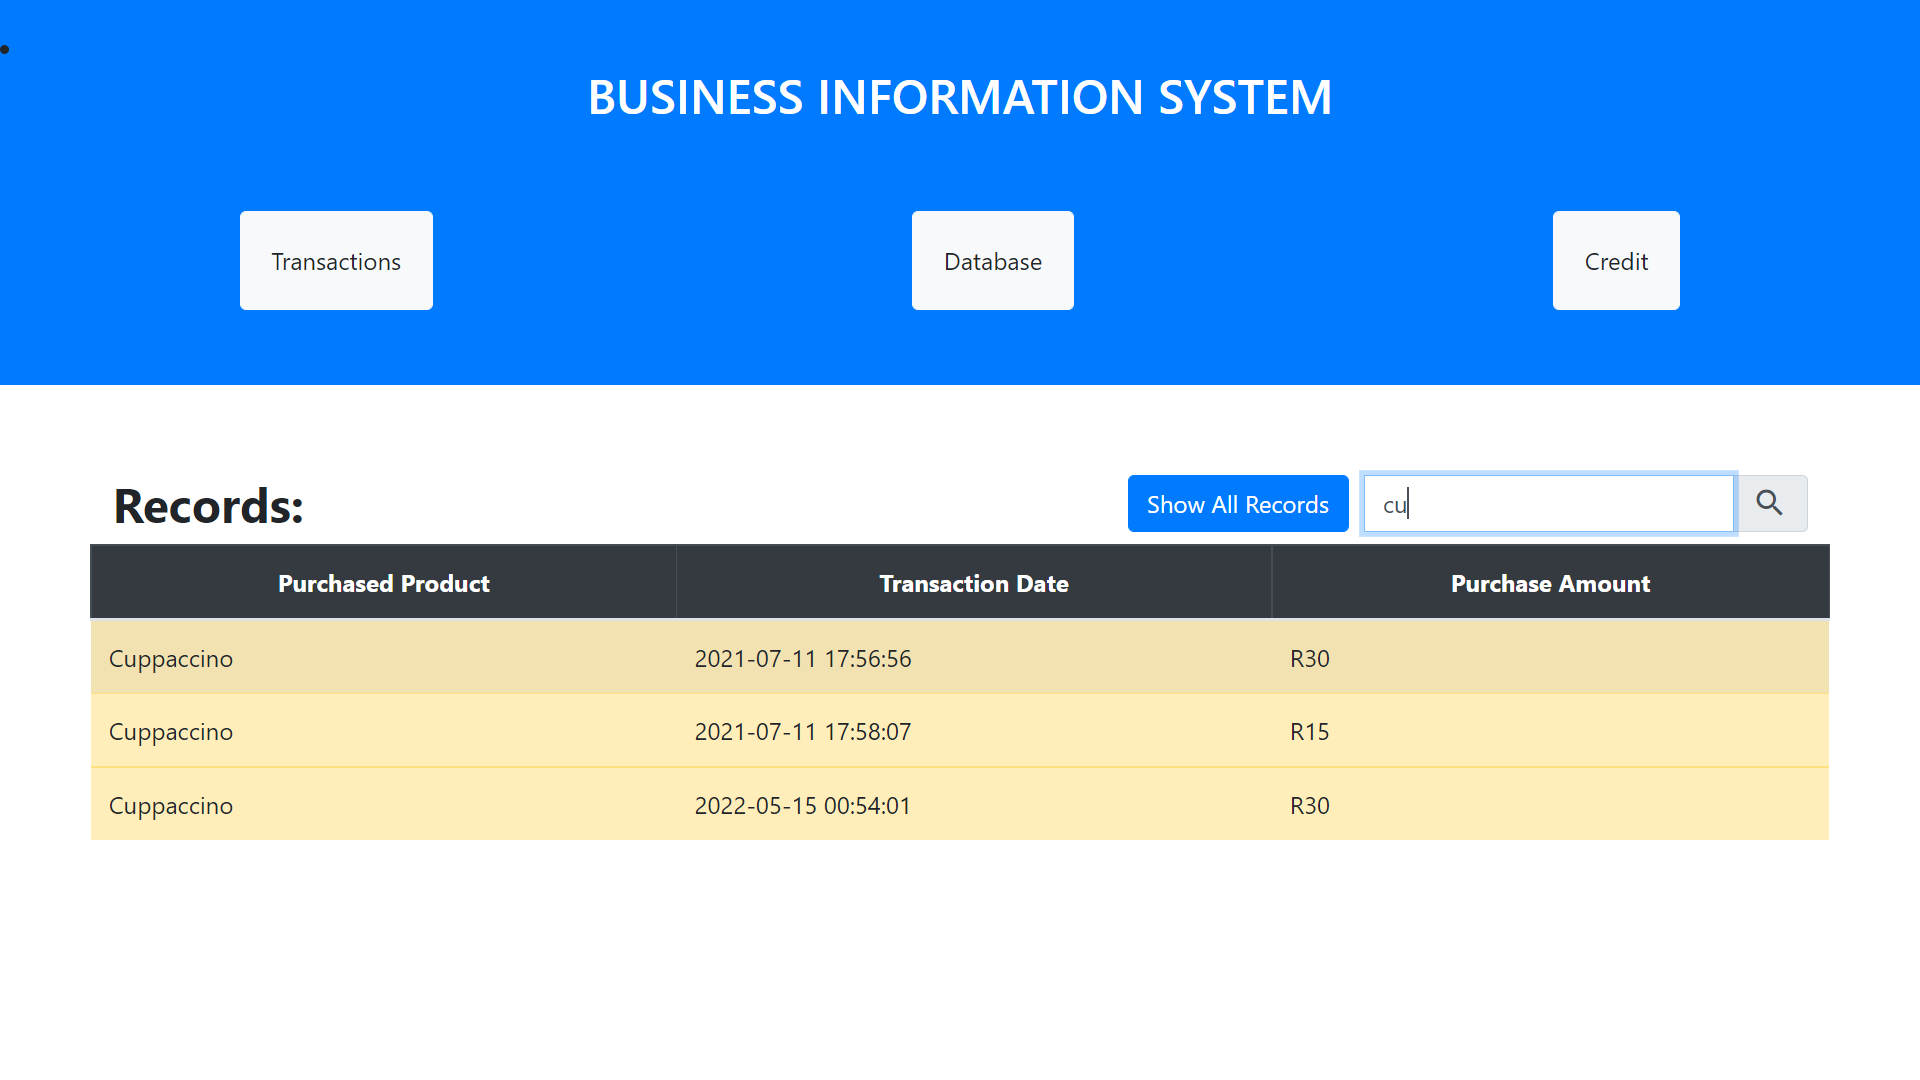 BUSINESS INFORMATION SYSTEM
Transactions Database Credit
Records: Show All Records cu
Purchased Product Transaction Date Purchase Amount
Cuppaccino 2021-07-11 17:56:56 R30
Cuppaccino 2021-07-11 17:58:07 R15
Cuppaccino 2022-05-15 00:54:01 R30